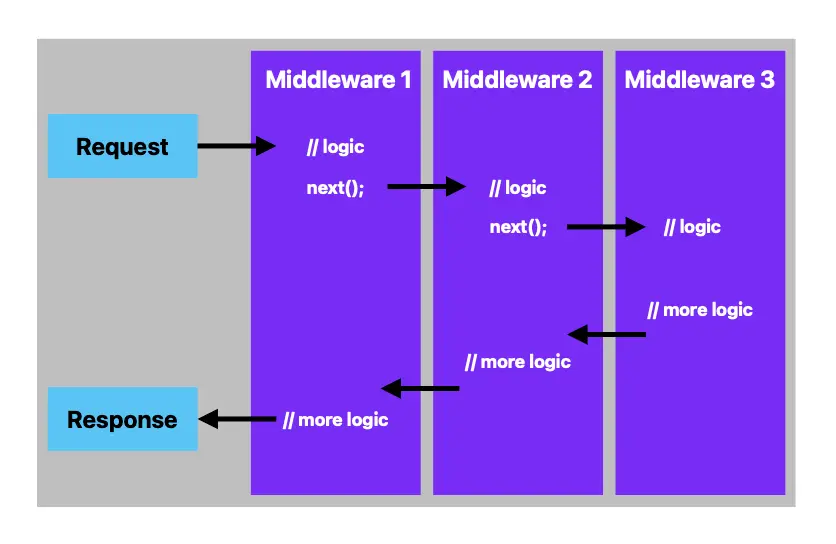 Middleware 1
Middleware 2
Middleware 3
Request
// logic
next();
// logic
next();
// logic
// more logic
// more logic
Response
// more logic